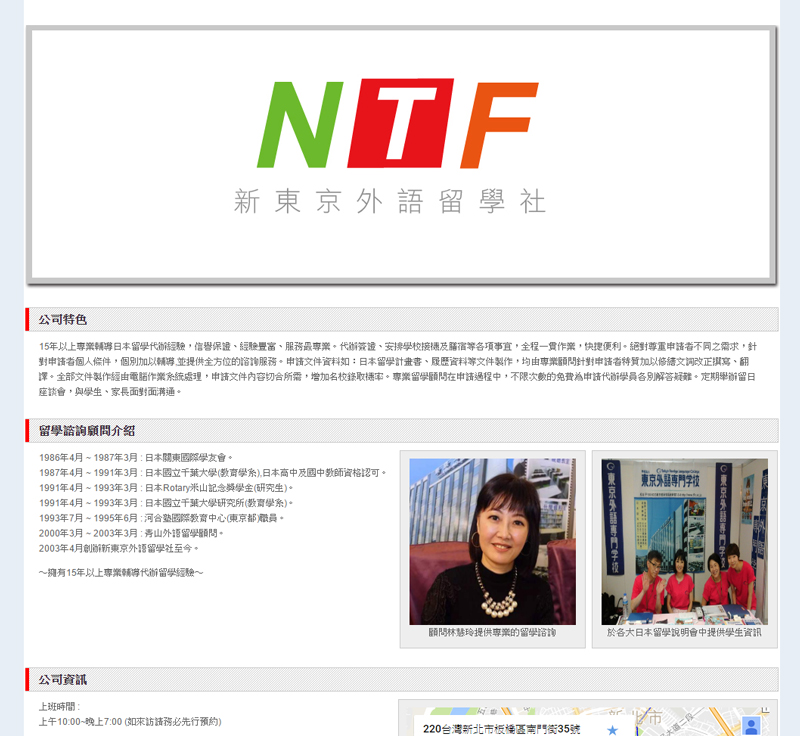 NTF
新東京外語留學社
公司特色
15年以上專業輔導日本留學代辦經驗，信譽保證、經驗豐富、服務最專業。代辦簽證、安排學校接機及膳宿等各項事宜，全程一貫作業，快捷便利。絕對尊重申請者不同之需求，針
對申請者個人條件，個別加以輔導,並提供全方位的諮詢服務。申請文件資料如：日本留學計畫書、履歷資料等文件製作，均由專業顧問針對申請者特質加以修繕文詞改正撰寫、翻
譯。全部文件製作經由電腦作業系統處理，申請文件內容切合所需，增加名校錄取機率。專業留學顧問在申請過程中，不限次數的免費為申請代辦學員各別解答疑難。定期舉辦留日
座談會，與學生、家長面對面溝通。
留學諮詢顧問介紹
1986年4月 ~ 1987年3月 : 日本關東國際學友會。
1987年4月 ~ 1991年3月 : 日本國立千葉大學(教育學系),日本高中及國中教師資格認可。
1991年4月 ~ 1993年3月 : 日本Rotary米山記念獎學金(研究生)。
1991年4月 ~ 1993年3月 : 日本國立千葉大學研究所(教育學系)。
1993年7月 ~ 1995年6月 : 河合塾國際教育中心(東京都)職員。
2000年3月 ~ 2003年3月 : 青山外語留學顧問。
2003年4月創辦新東京外語留學社至今。
～擁有15年以上專業輔導代辦留學經驗～
東京外語專門学校
東京外語專門学校
東京外語專門学校
顧問林慧玲提供專業的留學諮詢
於各大日本留學說明會中提供學生資訊
公司資訊
上班時間 :
上午10:00~晚上7:00 (如來訪請務必先行預約)
220台灣新北市板橋區南門街35號